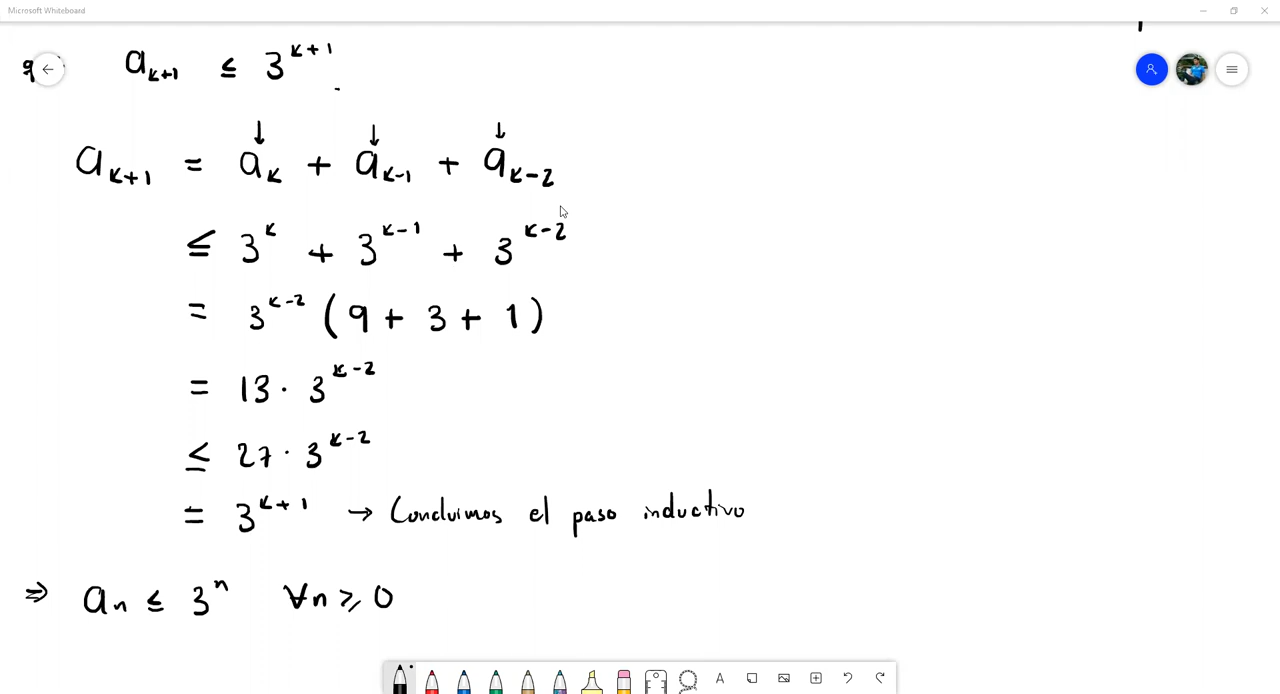 Microsoft Whiteboard
a_{k+1} ≤ 3^{k+1}
a_{k+1} = a_k + a_{k-1} + a_{k-2}
≤ 3^k + 3^{k-1} + 3^{k-2}
= 3^{k-2} (9 + 3 + 1)
= 13 · 3^{k-2}
≤ 27 · 3^{k-2}
= 3^{k+1} → Concluimos el paso inductivo
⇒ a_n ≤ 3^n ∀n ≥ 0
A